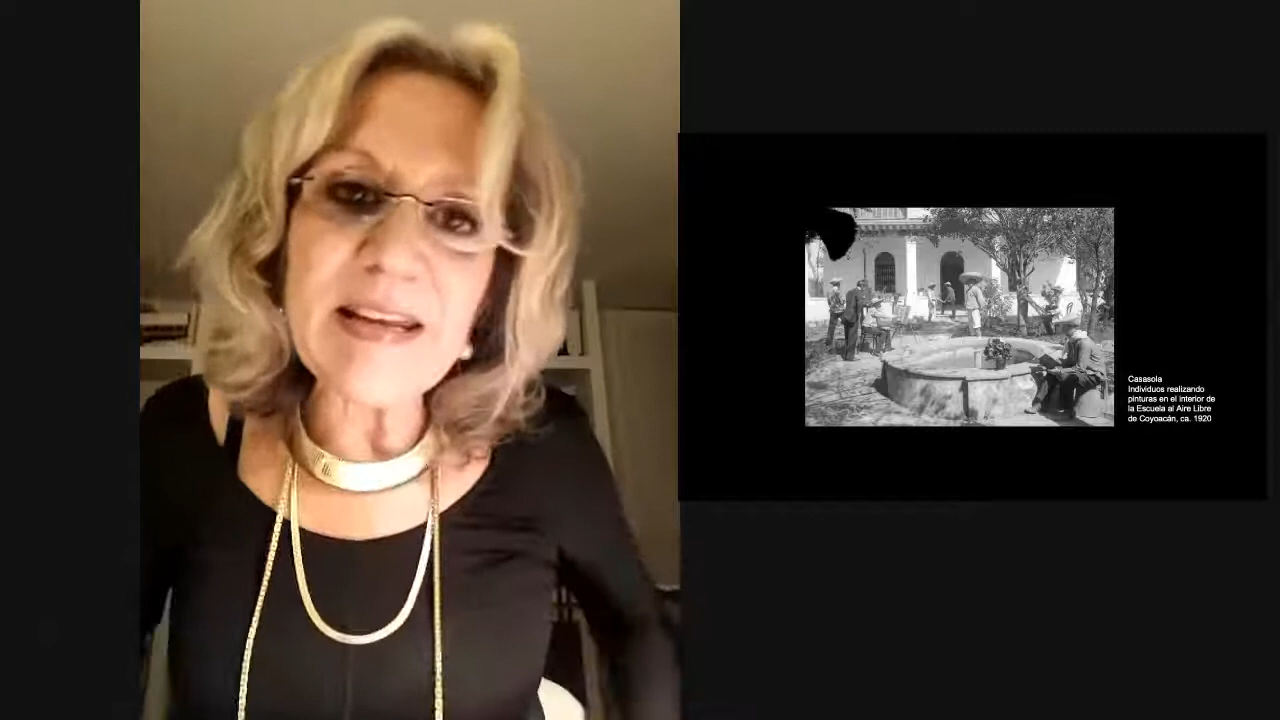 Casasola
Individuos realizando
pinturas en el interior de
la Escuela al Aire Libre
de Coyoacán, ca. 1920